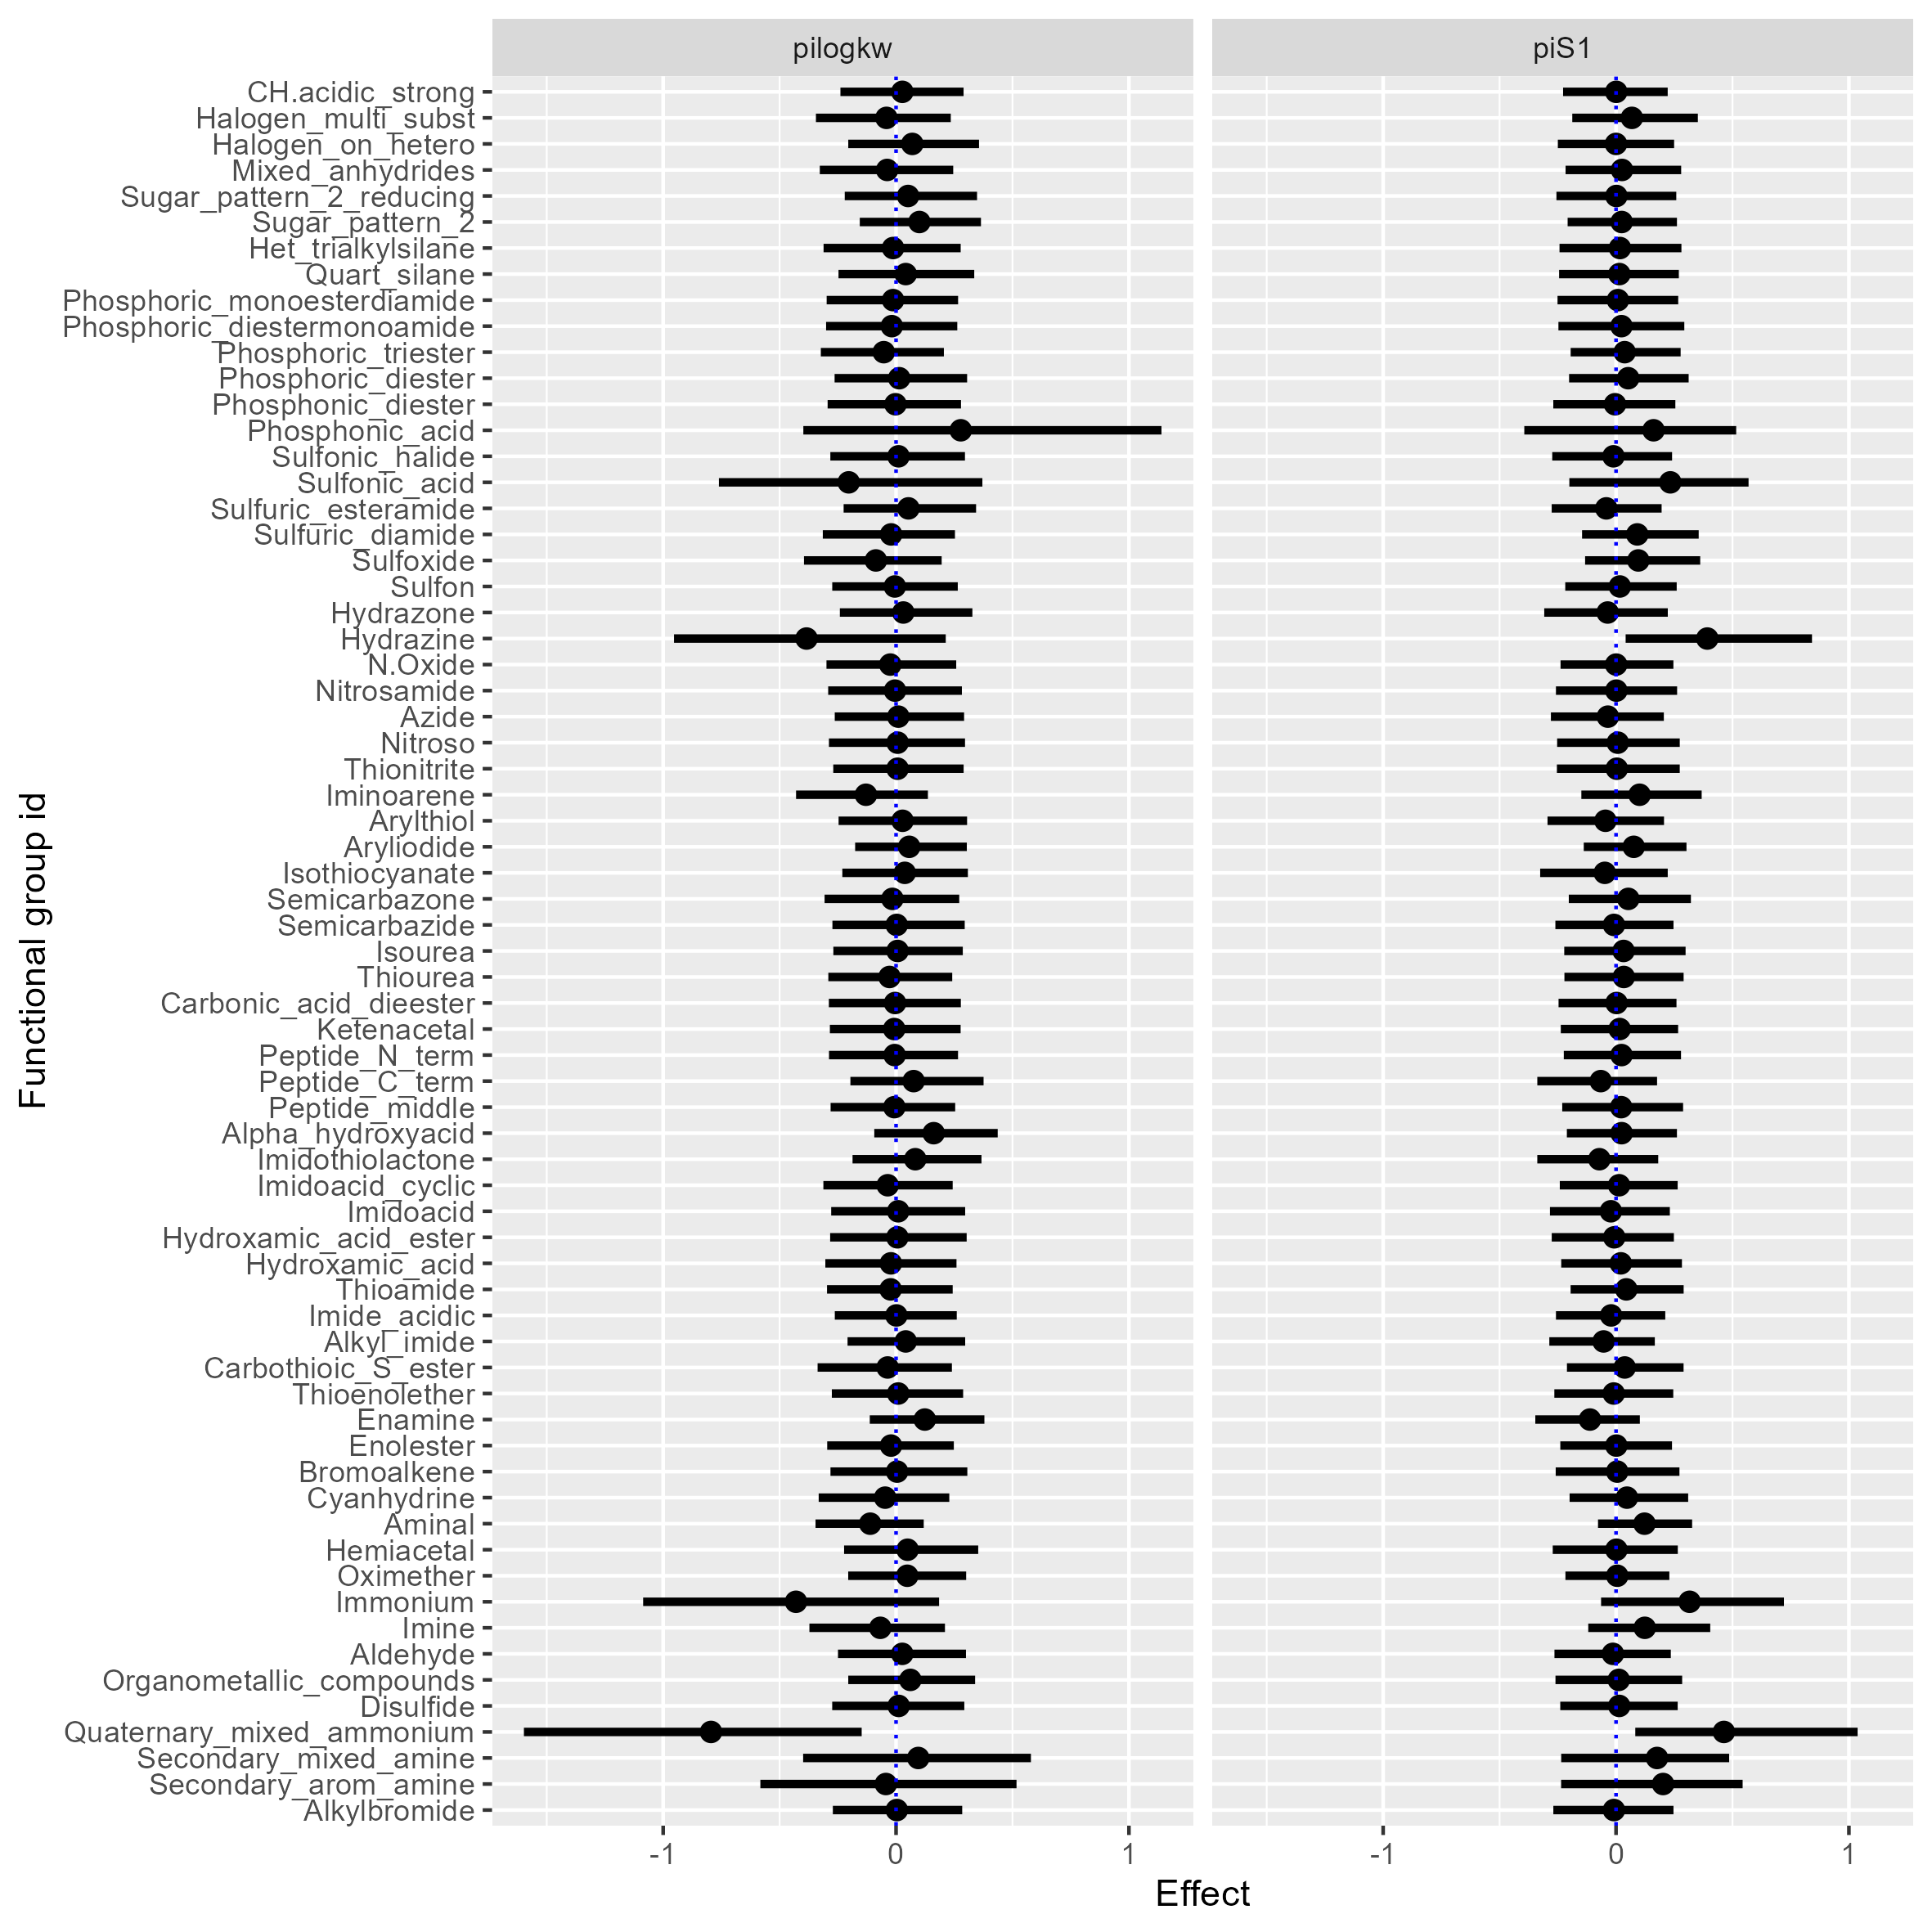 pilogkw
piS1
CH.acidic_strong
Halogen_multi_subst
Halogen_on_hetero
Mixed_anhydrides
Sugar_pattern_2_reducing
Sugar_pattern_2
Het_trialkylsilane
Quart_silane
Phosphoric_monoesterdiamide
Phosphoric_diestermonoamide
Phosphoric_triester
Phosphoric_diester
Phosphonic_diester
Phosphonic_acid
Sulfonic_halide
Sulfonic_acid
Sulfuric_esteramide
Sulfuric_diamide
Sulfoxide
Sulfon
Hydrazone
Hydrazine
N.Oxide
Nitrosamide
Azide
Nitroso
Thionitrite
Iminoarene
Arylthiol
Aryliodide
Isothiocyanate
Semicarbazone
Semicarbazide
Isourea
Thiourea
Carbonic_acid_dieester
Ketenacetal
Peptide_N_term
Peptide_C_term
Peptide_middle
Alpha_hydroxyacid
Imidothiolactone
Imidoacid_cyclic
Imidoacid
Hydroxamic_acid_ester
Hydroxamic_acid
Thioamide
Imide_acidic
Alkyl_imide
Carbothioic_S_ester
Thioenolether
Enamine
Enolester
Bromoalkene
Cyanhydrine
Aminal
Hemiacetal
Oximether
Immonium
Imine
Aldehyde
Organometallic_compounds
Disulfide
Quaternary_mixed_ammonium
Secondary_mixed_amine
Secondary_arom_amine
Alkylbromide
Functional group id
-1 0 1
-1 0 1
Effect